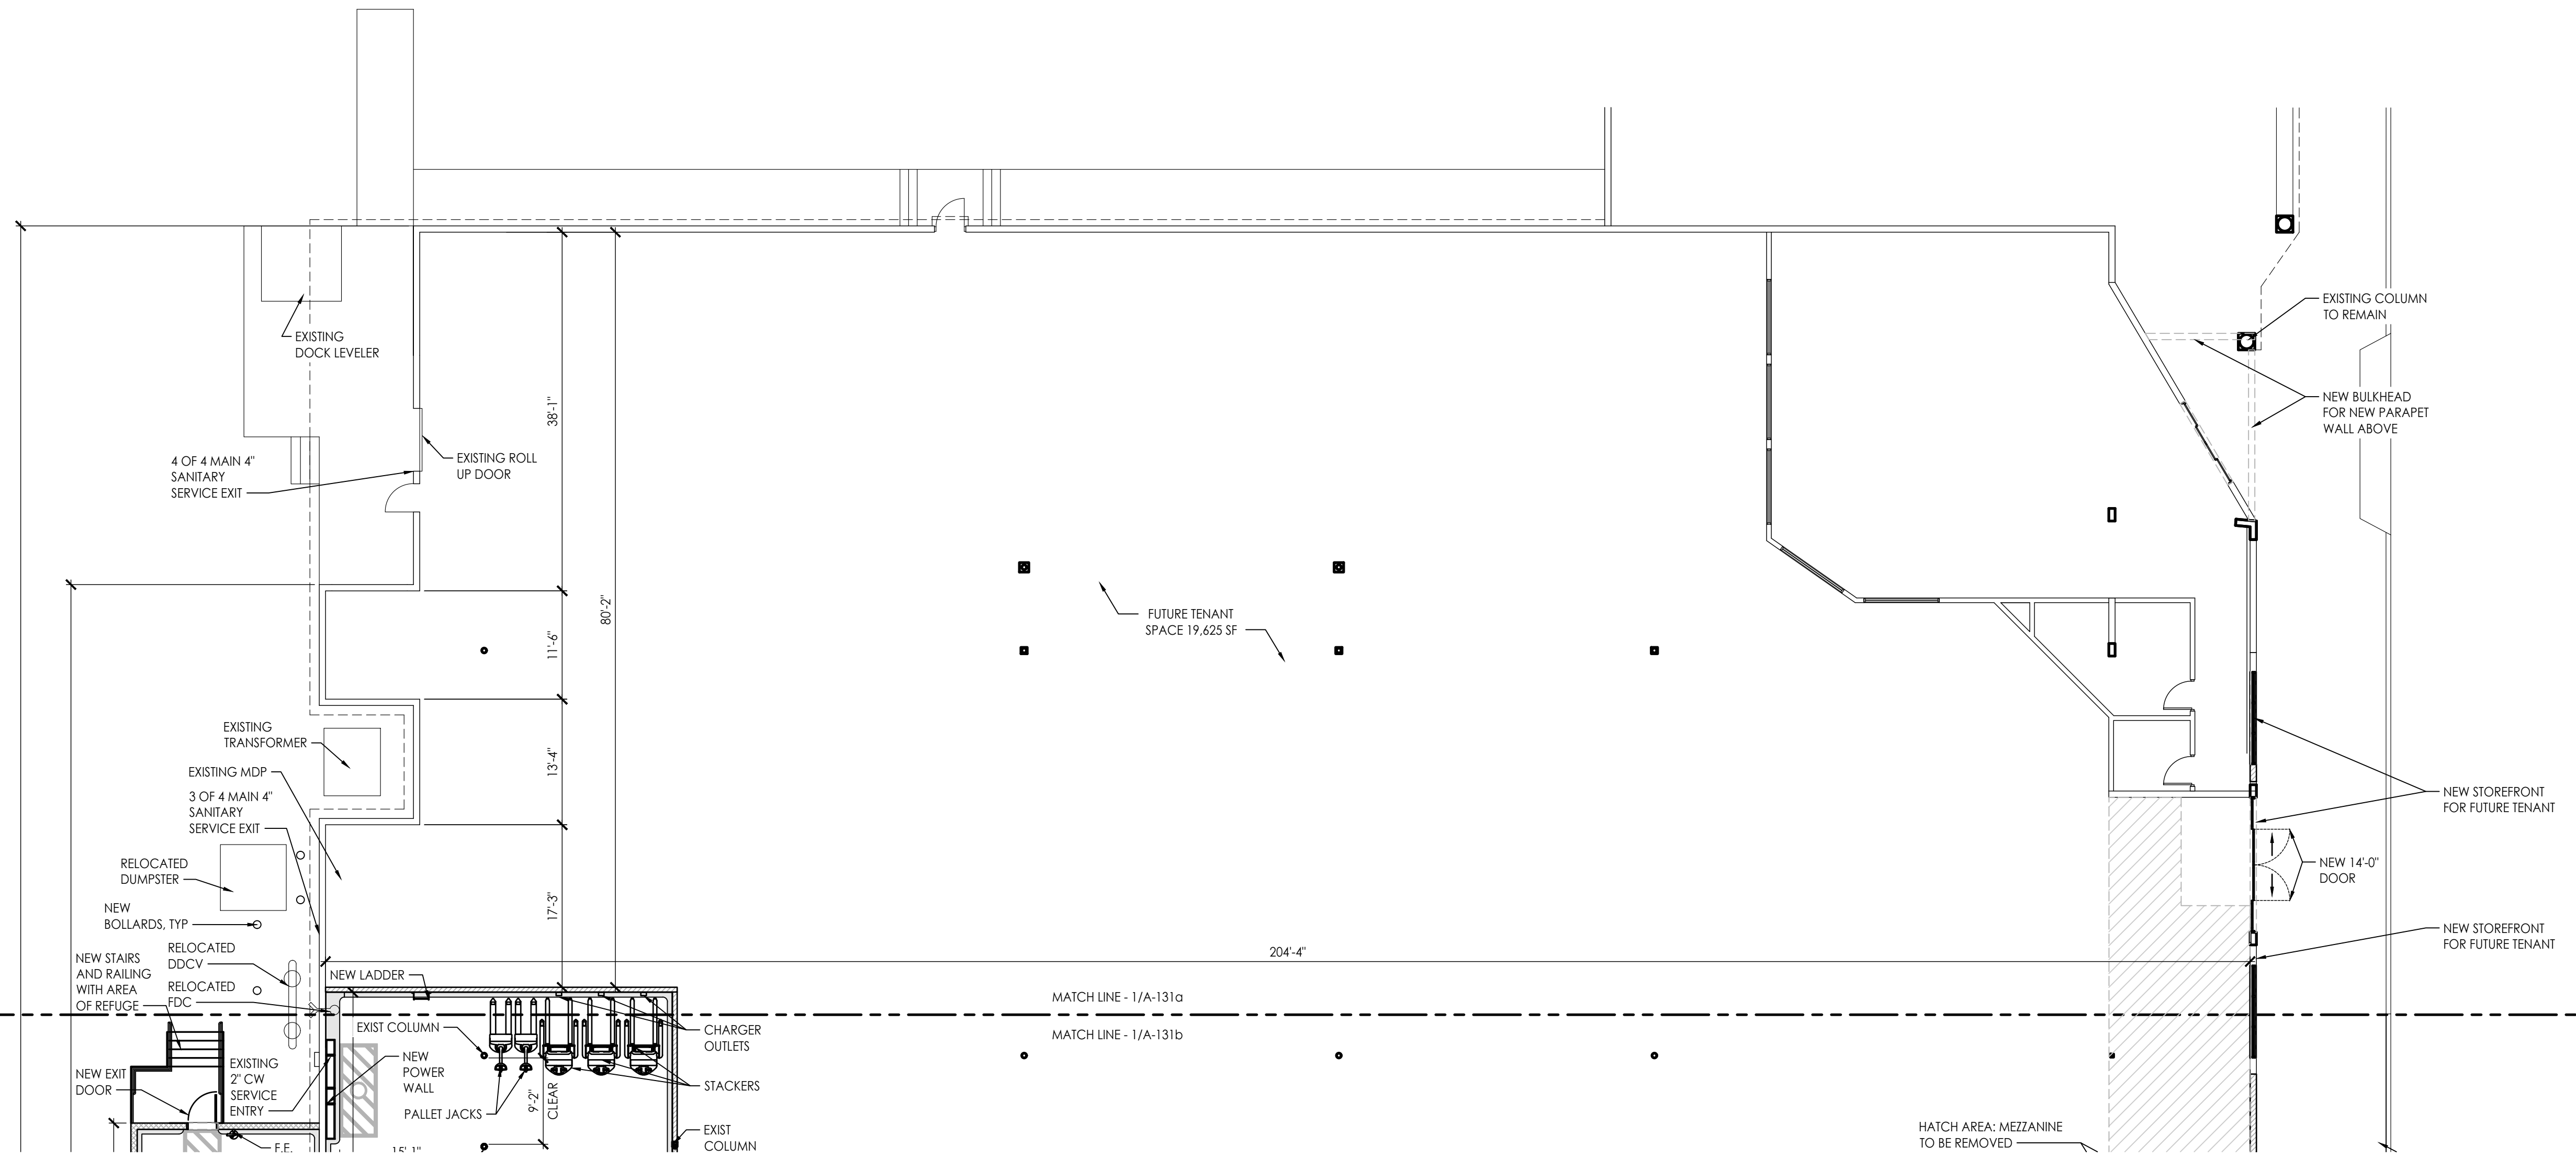 EXISTING
DOCK LEVELER
4 OF 4 MAIN 4"
SANITARY
SERVICE EXIT
EXISTING ROLL
UP DOOR
38'-1"
80'-2"
11'-6"
13'-4"
17'-3"
FUTURE TENANT
SPACE 19,625 SF
EXISTING COLUMN
TO REMAIN
NEW BULKHEAD
FOR NEW PARAPET
WALL ABOVE
EXISTING
TRANSFORMER
EXISTING MDP
3 OF 4 MAIN 4"
SANITARY
SERVICE EXIT
RELOCATED
DUMPSTER
NEW
BOLLARDS, TYP
RELOCATED
DDCV
NEW STAIRS
AND RAILING
WITH AREA
OF REFUGE
RELOCATED
FDC
NEW LADDER
204'-4"
NEW STOREFRONT
FOR FUTURE TENANT
NEW 14'-0"
DOOR
NEW STOREFRONT
FOR FUTURE TENANT
MATCH LINE - 1/A-131a
MATCH LINE - 1/A-131b
EXIST COLUMN
CHARGER
OUTLETS
NEW
POWER
WALL
STACKERS
PALLET JACKS
9'-2"
CLEAR
NEW EXIT
DOOR
EXISTING
2" CW
SERVICE
ENTRY
EXIST
COLUMN
F.E.
15'-1"
HATCH AREA: MEZZANINE
TO BE REMOVED